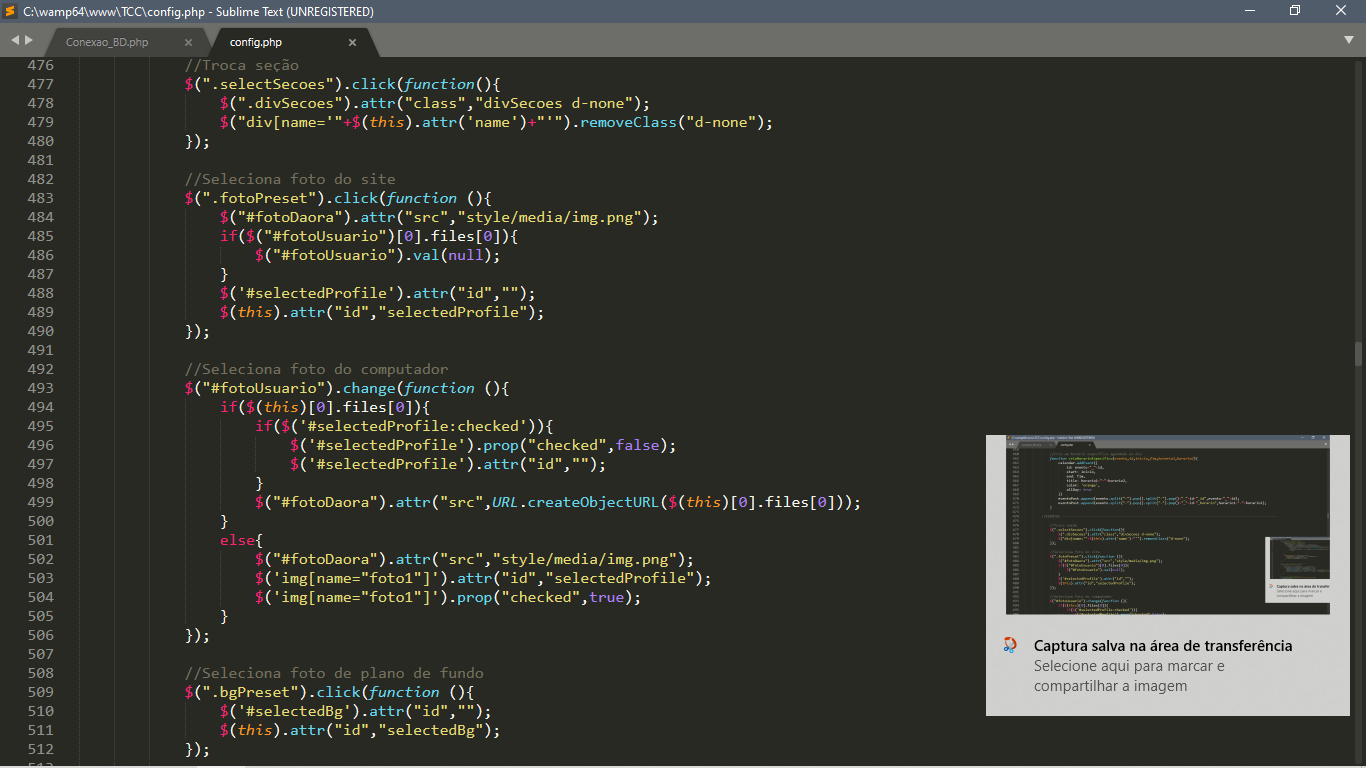 C:\wamp64\www\TCC\config.php - Sublime Text (UNREGISTERED)
Conexao_BD.php
config.php
476 //Troca seção
477 $(".selectSecoes").click(function(){
478 $(".divSecoes").attr("class","divSecoes d-none");
479 $("div[name='"+$(this).attr('name')+"'").removeClass("d-none");
480 });
481
482 //Seleciona foto do site
483 $(".fotoPreset").click(function (){
484 $("#fotoDaora").attr("src","style/media/img.png");
485 if($("#fotoUsuario")[0].files[0]){
486 $("#fotoUsuario").val(null);
487 }
488 $('#selectedProfile').attr("id","");
489 $(this).attr("id","selectedProfile");
490 });
491
492 //Seleciona foto do computador
493 $("#fotoUsuario").change(function (){
494 if($(this)[0].files[0]){
495 if($('#selectedProfile:checked')){
496 $('#selectedProfile').prop("checked",false);
497 $('#selectedProfile').attr("id","");
498 }
499 $("#fotoDaora").attr("src",URL.createObjectURL($(this)[0].files[0]));
500 }
501 else{
502 $("#fotoDaora").attr("src","style/media/img.png");
503 $('img[name="foto1"]').attr("id","selectedProfile");
504 $('img[name="foto1"]').prop("checked",true);
505 }
506 });
507
508 //Seleciona foto de plano de fundo
509 $(".bgPreset").click(function (){
510 $('#selectedBg').attr("id","");
511 $(this).attr("id","selectedBg");
512 });
Captura salva na área de transferência
Selecione aqui para marcar e
compartilhar a imagem